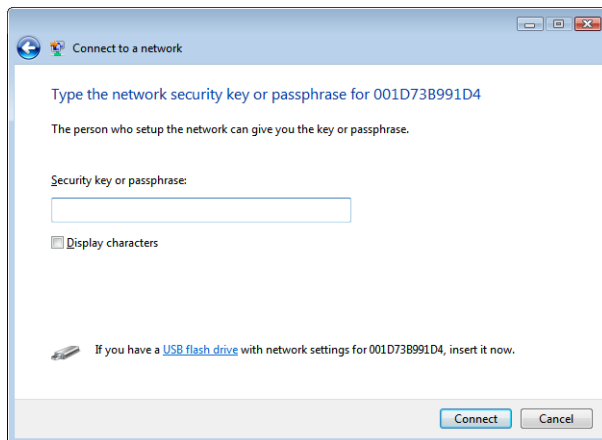 Connect to a network
Type the network security key or passphrase for 001D73B991D4
The person who setup the network can give you the key or passphrase.
Security key or passphrase:
Display characters
If you have a USB flash drive with network settings for 001D73B991D4, insert it now.
Connect Cancel